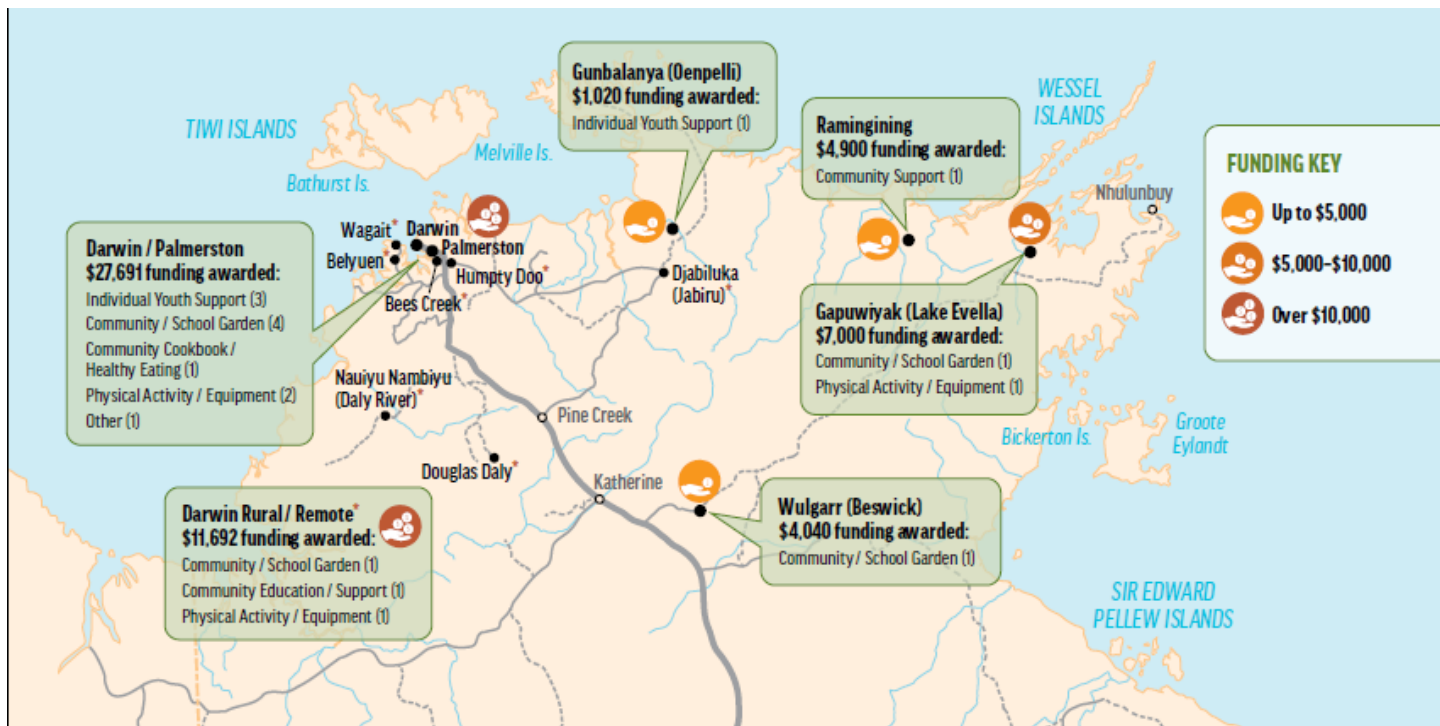 Gunbalanya (Oenpelli)
$1,020 funding awarded:
Individual Youth Support (1)
WESSEL
ISLANDS
TIWI ISLANDS
Melville Is.
Bathurst Is.
Ramingining
$4,900 funding awarded:
Community Support (1)
FUNDING KEY
Up to $5,000
$5,000–$10,000
Over $10,000
Nhulunbuy
Wagait*
Darwin
Palmerston
Belyuen*
Humpty Doo*
Bees Creek*
Djabiluka
(Jabiru)*
Darwin / Palmerston
$27,691 funding awarded:
Individual Youth Support (3)
Community / School Garden (4)
Community Cookbook /
Healthy Eating (1)
Physical Activity / Equipment (2)
Other (1)
Gapuwiyak (Lake Evella)
$7,000 funding awarded:
Community / School Garden (1)
Physical Activity / Equipment (1)
Nauiyu Nambiyu
(Daly River)*
Pine Creek
Bickerton Is.
Groote
Eylandt
Douglas Daly*
Katherine
Darwin Rural / Remote*
$11,692 funding awarded:
Community / School Garden (1)
Community Education / Support (1)
Physical Activity / Equipment (1)
Wulgarr (Beswick)
$4,040 funding awarded:
Community / School Garden (1)
SIR EDWARD
PELLEW ISLANDS